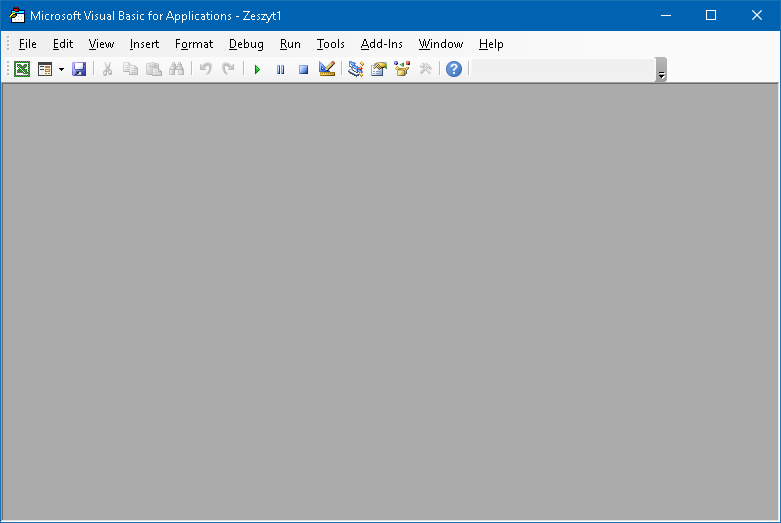 Microsoft Visual Basic for Applications - Zeszyt1
File Edit View Insert Format Debug Run Tools Add-Ins Window Help